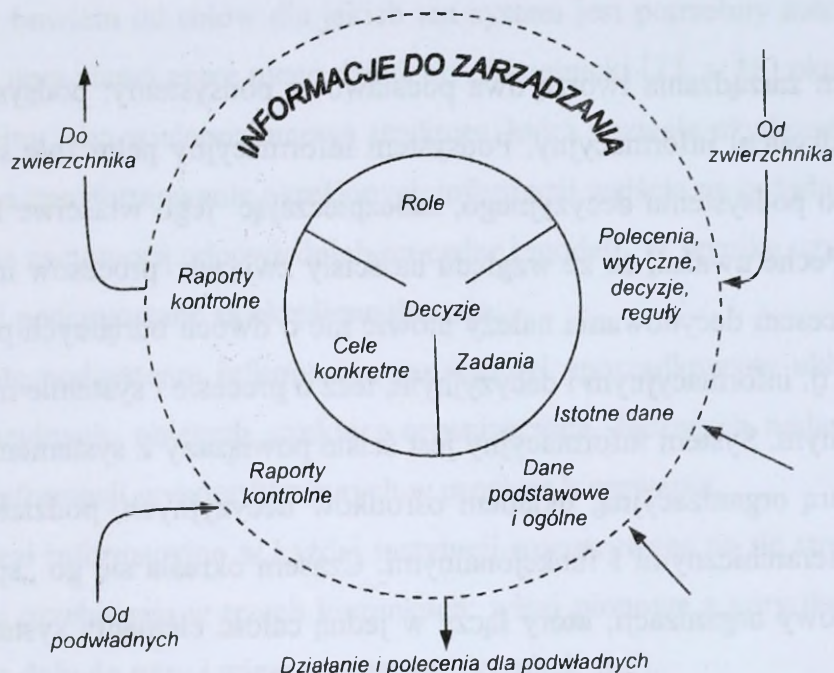 INFORMACJE DO ZARZĄDZANIA
Do
zwierzchnika
Od
zwierzchnika
Role
Polecenia,
wytyczne,
decyzje,
reguły
Raporty
kontrolne
Decyzje
Cele
konkretne
Zadania
Istotne dane
Raporty
kontrolne
Dane
podstawowe
i ogólne
Od
podwładnych
Działanie i polecenia dla podwładnych